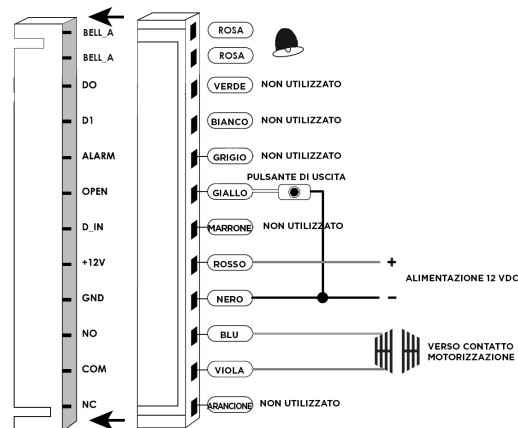 BELL_A ROSA
BELL_A ROSA
DO VERDE NON UTILIZZATO
D1 BIANCO NON UTILIZZATO
ALARM GRIGIO NON UTILIZZATO
PULSANTE DI USCITA
OPEN GIALLO
D_IN MARRONE NON UTILIZZATO
+12V ROSSO +
ALIMENTAZIONE 12 VDC
GND NERO −
NO BLU
VERSO CONTATTO
MOTORIZZAZIONE
COM VIOLA
NC ARANCIONE NON UTILIZZATO